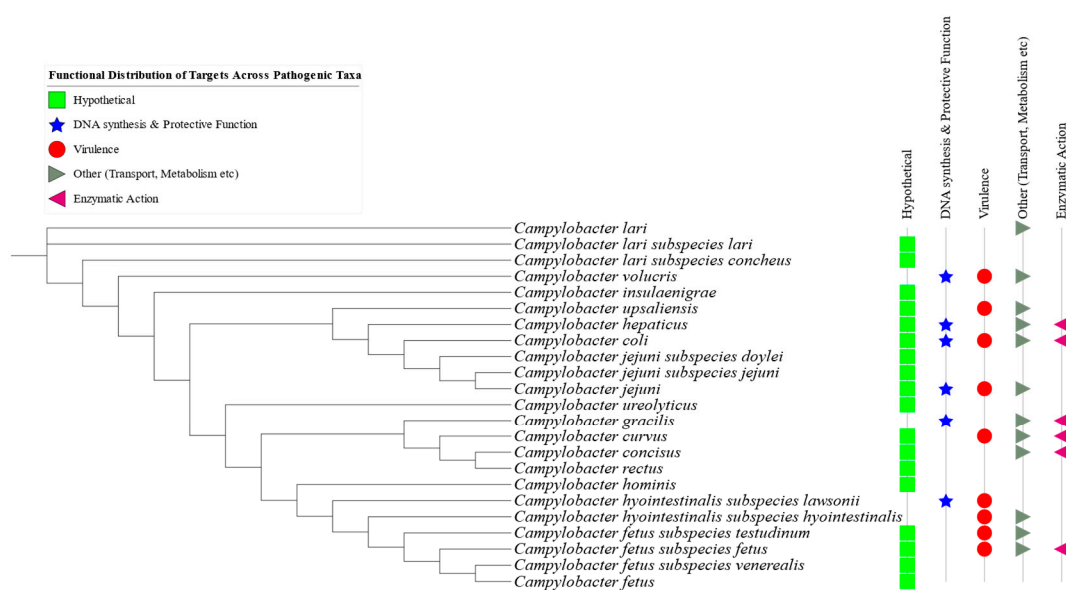 Functional Distribution of Targets Across Pathogenic Taxa
Hypothetical
DNA synthesis & Protective Function
Virulence
Other (Transport, Metabolism etc)
Enzymatic Action
Hypothetical
DNA synthesis & Protective Function
Virulence
Other (Transport, Metabolism etc)
Enzymatic Action
Campylobacter lari
Campylobacter lari subspecies lari
Campylobacter lari subspecies concheus
Campylobacter volucris
Campylobacter insulaenigrae
Campylobacter upsaliensis
Campylobacter hepaticus
Campylobacter coli
Campylobacter jejuni subspecies doylei
Campylobacter jejuni subspecies jejuni
Campylobacter jejuni
Campylobacter ureolyticus
Campylobacter gracilis
Campylobacter curvus
Campylobacter concisus
Campylobacter rectus
Campylobacter hominis
Campylobacter hyointestinalis subspecies lawsonii
Campylobacter hyointestinalis subspecies hyointestinalis
Campylobacter fetus subspecies testudinum
Campylobacter fetus subspecies fetus
Campylobacter fetus subspecies venerealis
Campylobacter fetus